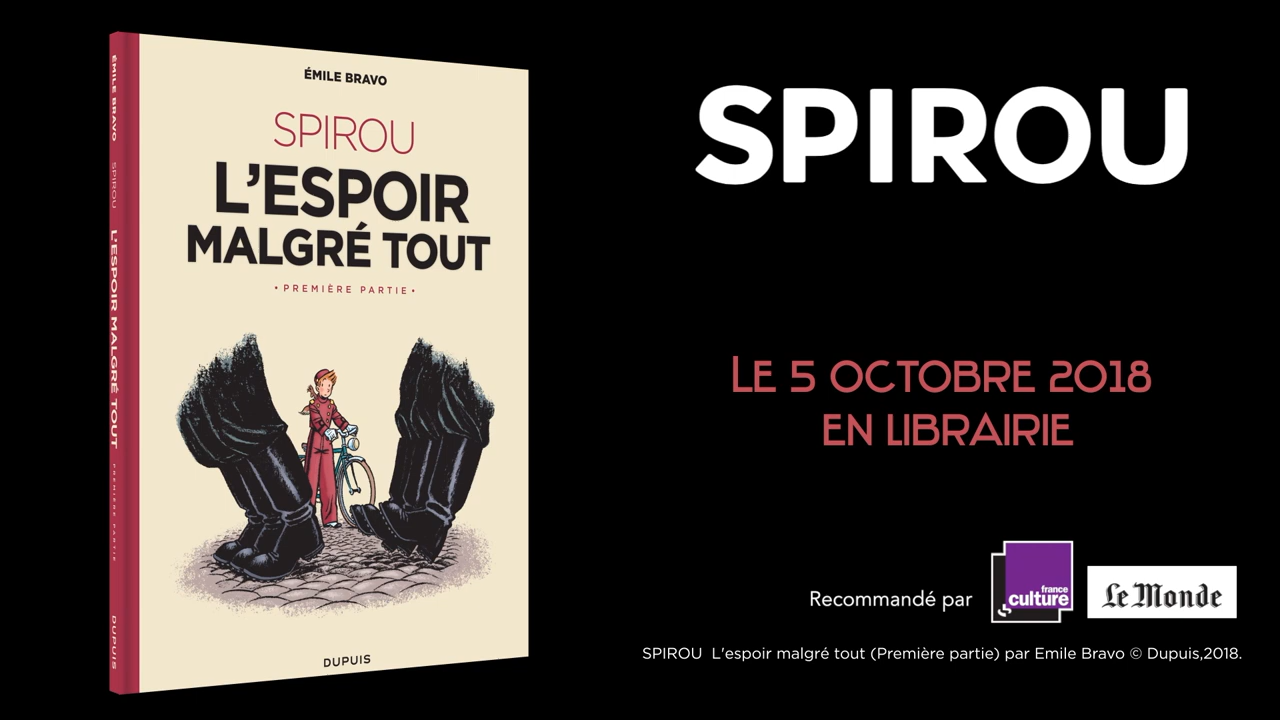 ÉMILE BRAVO
SPIROU
L'ESPOIR
MALGRÉ TOUT
• PREMIÈRE PARTIE •
DUPUIS
ÉMILE BRAVO SPIROU L'ESPOIR MALGRÉ TOUT PREMIÈRE PARTIE DUPUIS
SPIROU
LE 5 OCTOBRE 2018
EN LIBRAIRIE
Recommandé par
france
culture
Le Monde
SPIROU L'espoir malgré tout (Première partie) par Emile Bravo © Dupuis,2018.